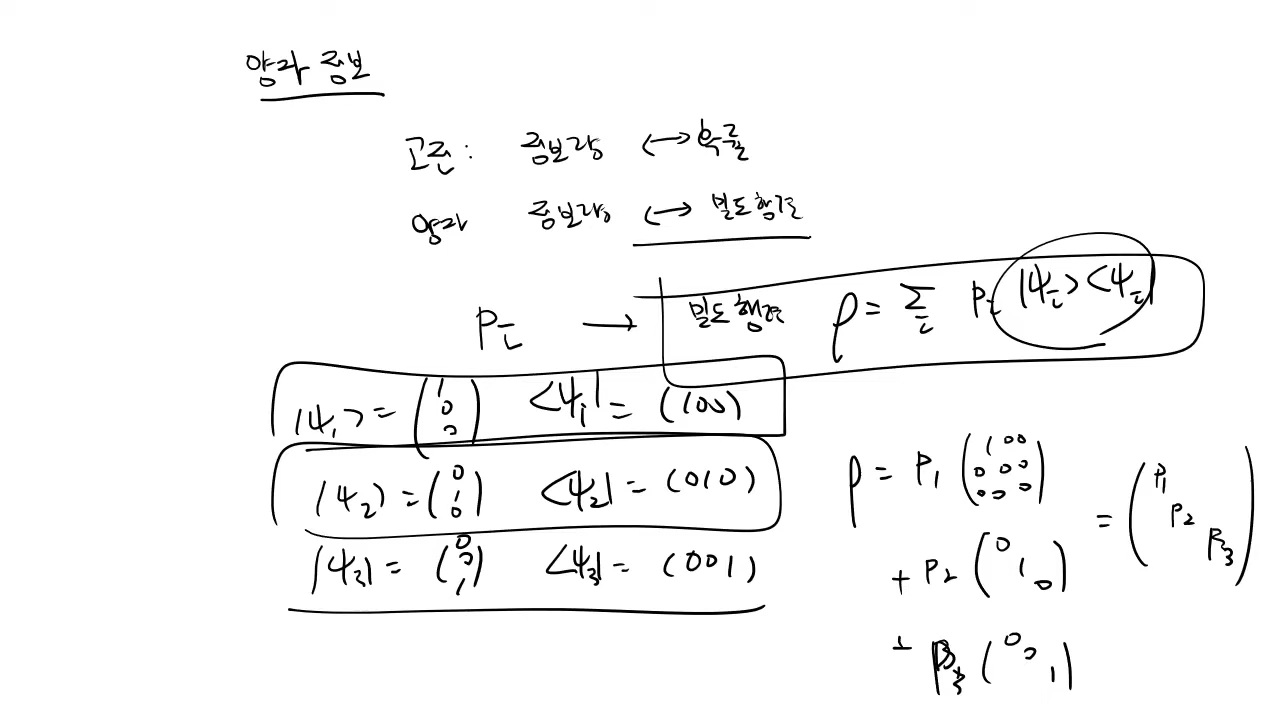 양자 정보
고전: 정보량 ↔ 확률
양자 정보량 ↔ 밀도행렬
P_i → 밀도행렬 ρ = Σ_i P_i |ψ_i> <ψ_i|
|ψ_1> = (1 0 0) <ψ_1| = (1 0 0)
|ψ_2> = (0 1 0) <ψ_2| = (0 1 0)
|ψ_3| = (0 0 1) <ψ_3| = (0 0 1)
ρ = P_1 (1 0 0 0 0 0 0 0 0) = (P_1 P_2 P_3)
+ P_2 (0 1 0)
+ P_3 (0 0 1)